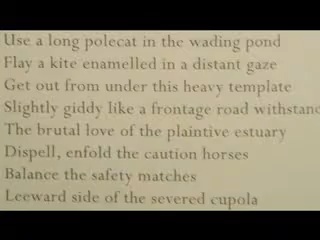 Use a long polecat in the wading pond
Flay a kite enamelled in a distant gaze
Get out from under this heavy template
Slightly giddy like a frontage road withstand
The brutal love of the plaintive estuary
Dispell, enfold the caution horses
Balance the safety matches
Leeward side of the severed cupola